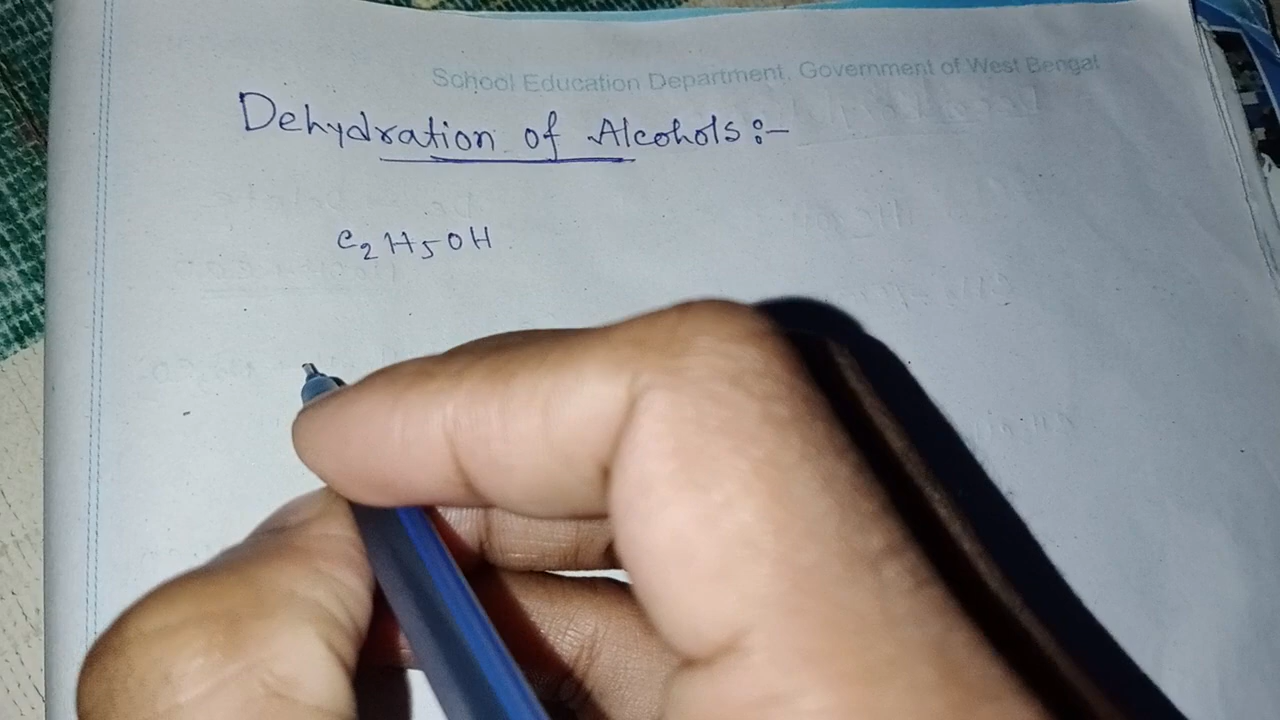 School Education Department, Government of West Bengal
Dehydration of Alcohols:-
C2H5OH